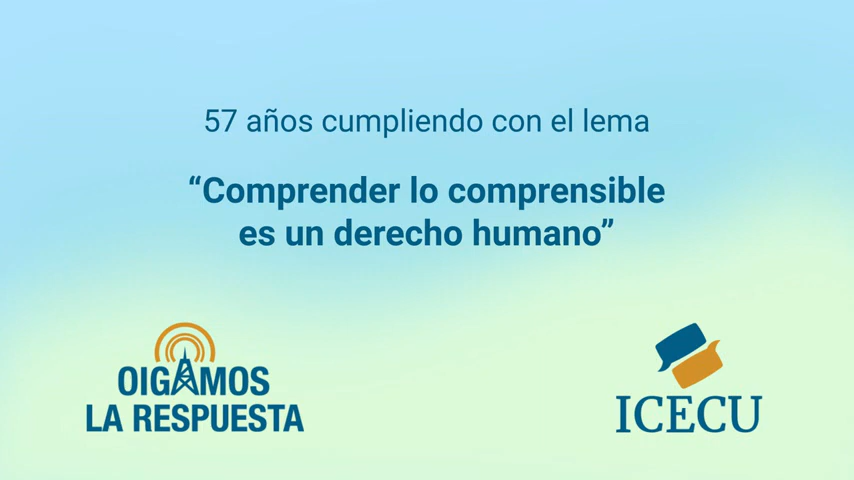 57 años cumpliendo con el lema
“Comprender lo comprensible
es un derecho humano”
OIGAMOS
LA RESPUESTA
ICECU